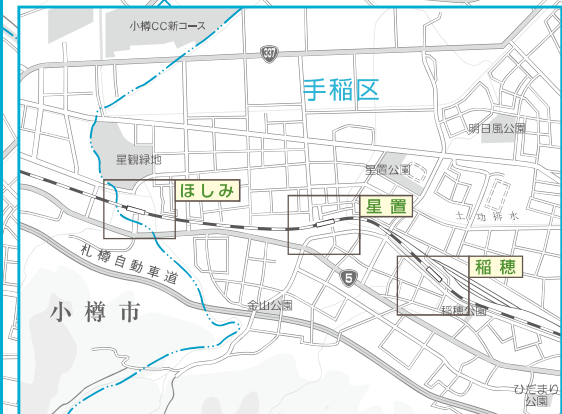 小樽CC新コース
337
手稲区
明日風公園
星観緑地
星置公園
ほしみ
星置
土功排水
札樽自動車道
稲穂
5
小樽市
金山公園
稲穂公園
ひだまり
公園